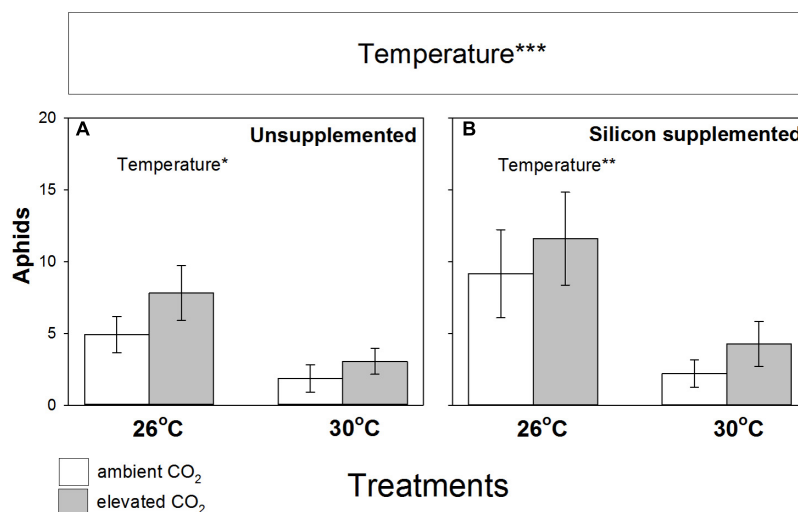 Temperature***
A Unsupplemented
Temperature*
B Silicon supplemented
Temperature**
20
15
10
5
0
Aphids
26°C 30°C
26°C 30°C
ambient CO₂
elevated CO₂
Treatments